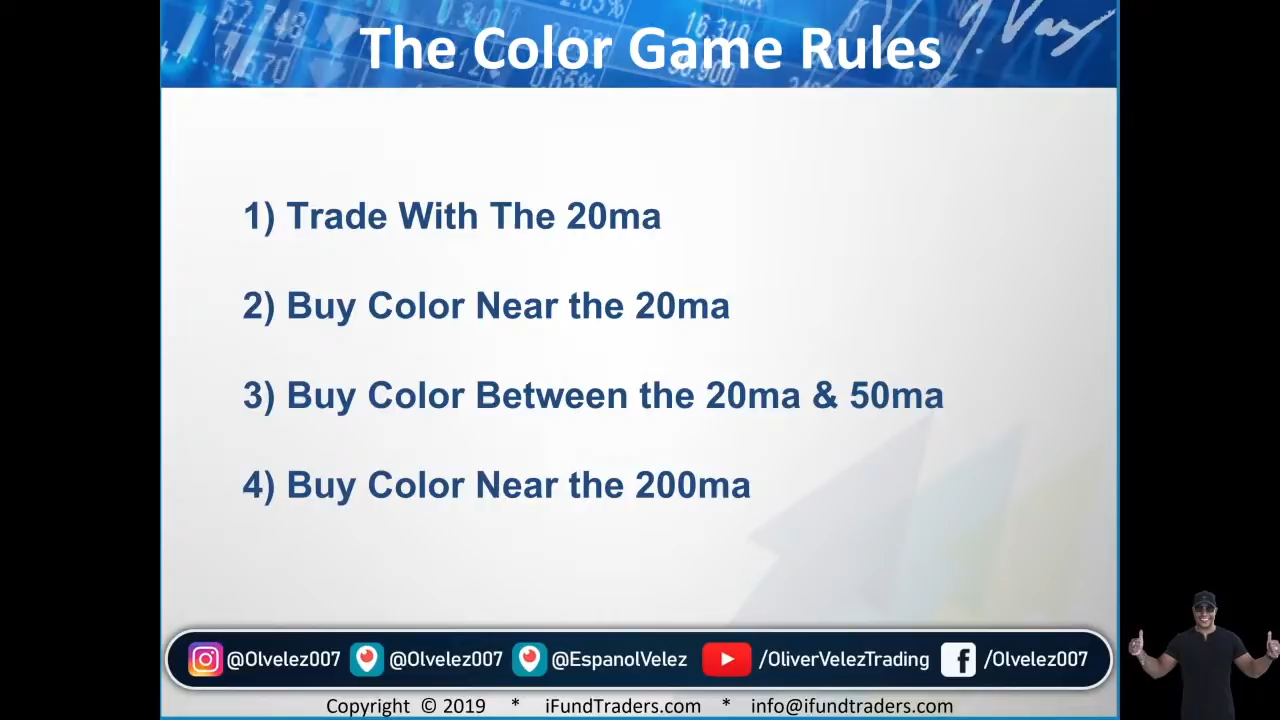 The Color Game Rules
1) Trade With The 20ma
2) Buy Color Near the 20ma
3) Buy Color Between the 20ma & 50ma
4) Buy Color Near the 200ma
@Olvelez007 @Olvelez007 @EspanolVelez /OliverVelezTrading /Olvelez007
Copyright © 2019 * iFundTraders.com * info@ifundtraders.com